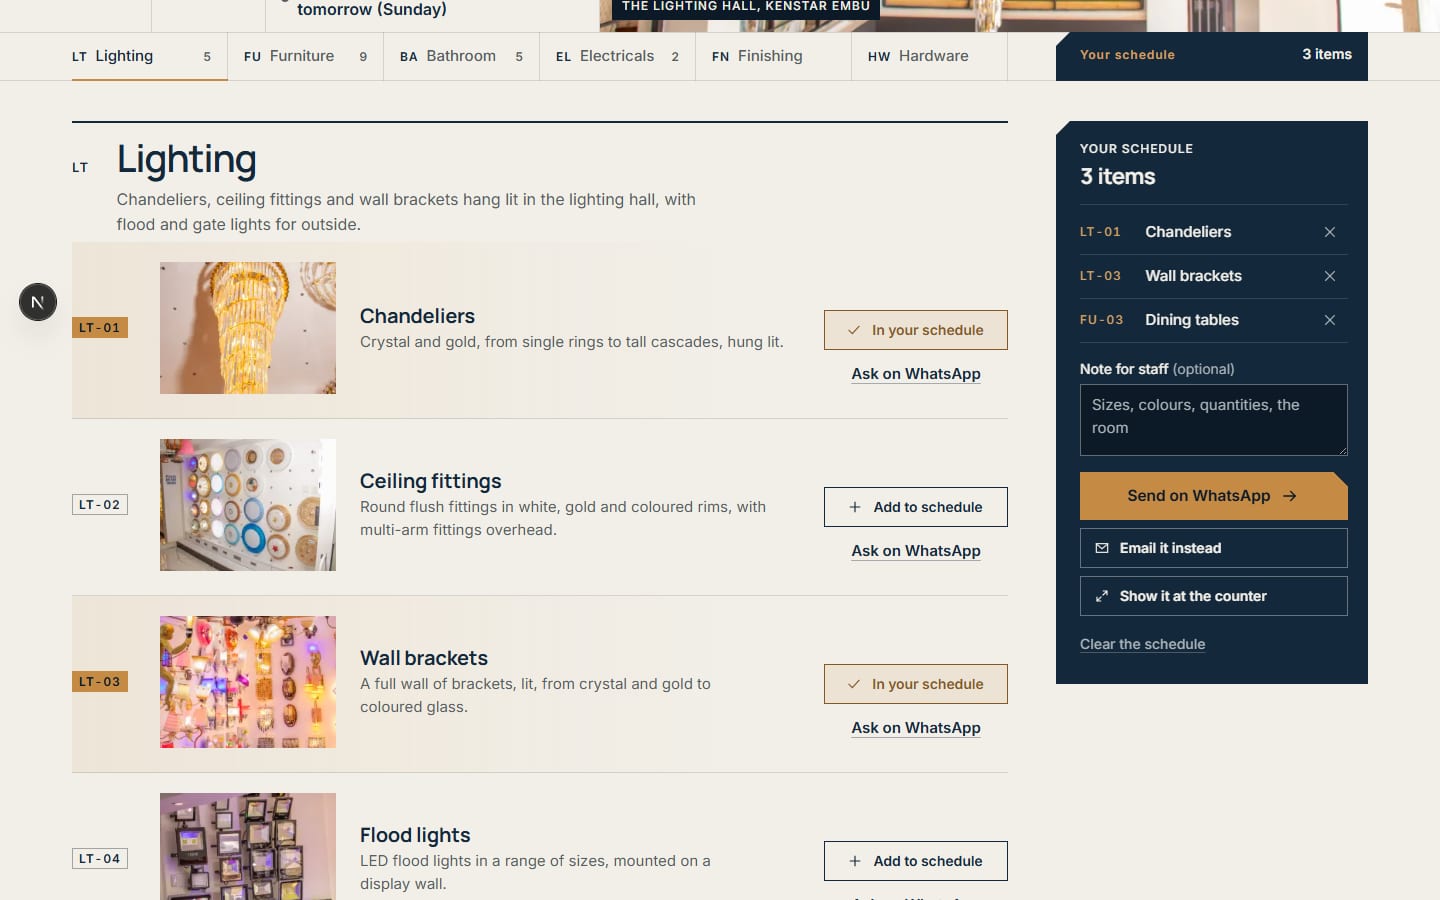 tomorrow (Sunday)
THE LIGHTING HALL, KENSTAR EMBU
LT Lighting 5
FU Furniture 9
BA Bathroom 5
EL Electricals 2
FN Finishing
HW Hardware
Your schedule 3 items
LT Lighting
Chandeliers, ceiling fittings and wall brackets hang lit in the lighting hall, with
flood and gate lights for outside.
LT-01
Chandeliers
Crystal and gold, from single rings to tall cascades, hung lit.
In your schedule
Ask on WhatsApp
LT-02
Ceiling fittings
Round flush fittings in white, gold and coloured rims, with
multi-arm fittings overhead.
Add to schedule
Ask on WhatsApp
LT-03
Wall brackets
A full wall of brackets, lit, from crystal and gold to
coloured glass.
In your schedule
Ask on WhatsApp
LT-04
Flood lights
LED flood lights in a range of sizes, mounted on a
display wall.
Add to schedule
YOUR SCHEDULE
3 items
LT-01 Chandeliers
LT-03 Wall brackets
FU-03 Dining tables
Note for staff (optional)
Sizes, colours, quantities, the
room
Send on WhatsApp
Email it instead
Show it at the counter
Clear the schedule
N